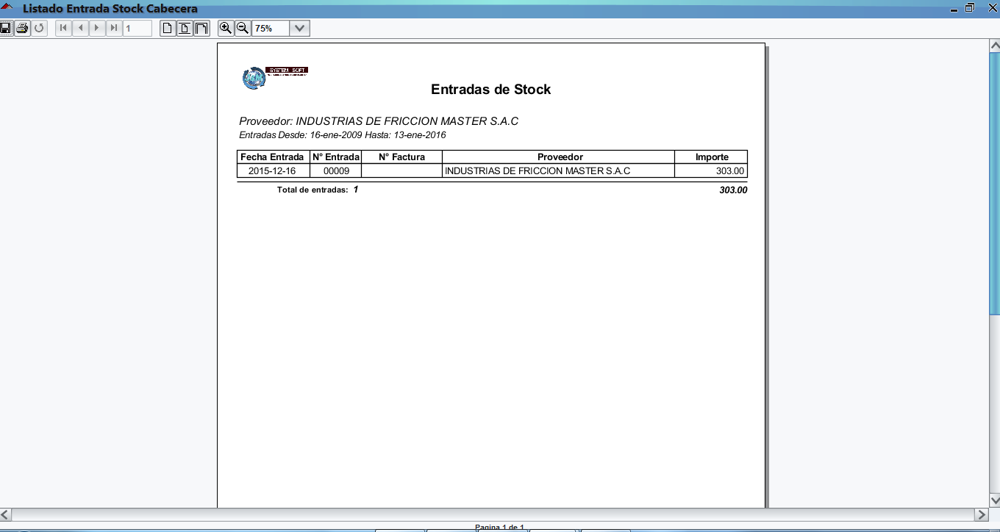 Listado Entrada Stock Cabecera
1
75%
SYSTEM SOFT
Entradas de Stock
Proveedor: INDUSTRIAS DE FRICCION MASTER S.A.C
Entradas Desde: 16-ene-2009 Hasta: 13-ene-2016
Fecha Entrada N° Entrada N° Factura Proveedor Importe
2015-12-16 00009 INDUSTRIAS DE FRICCION MASTER S.A.C 303.00
Total de entradas: 1 303.00
Pagina 1 de 1